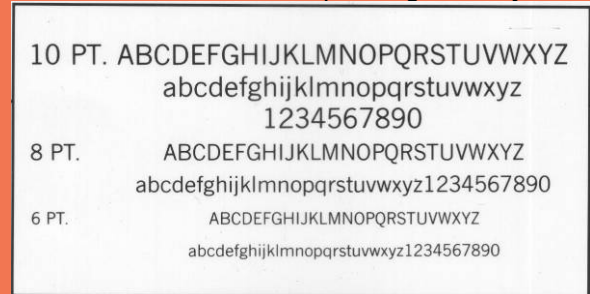 10 PT. ABCDEFGHIJKLMNOPQRSTUVWXYZ
abcdefghijklmnopqrstuvwxyz
1234567890
8 PT. ABCDEFGHIJKLMNOPQRSTUVWXYZ
abcdefghijklmnopqrstuvwxyz1234567890
6 PT. ABCDEFGHIJKLMNOPQRSTUVWXYZ
abcdefghijklmnopqrstuvwxyz1234567890